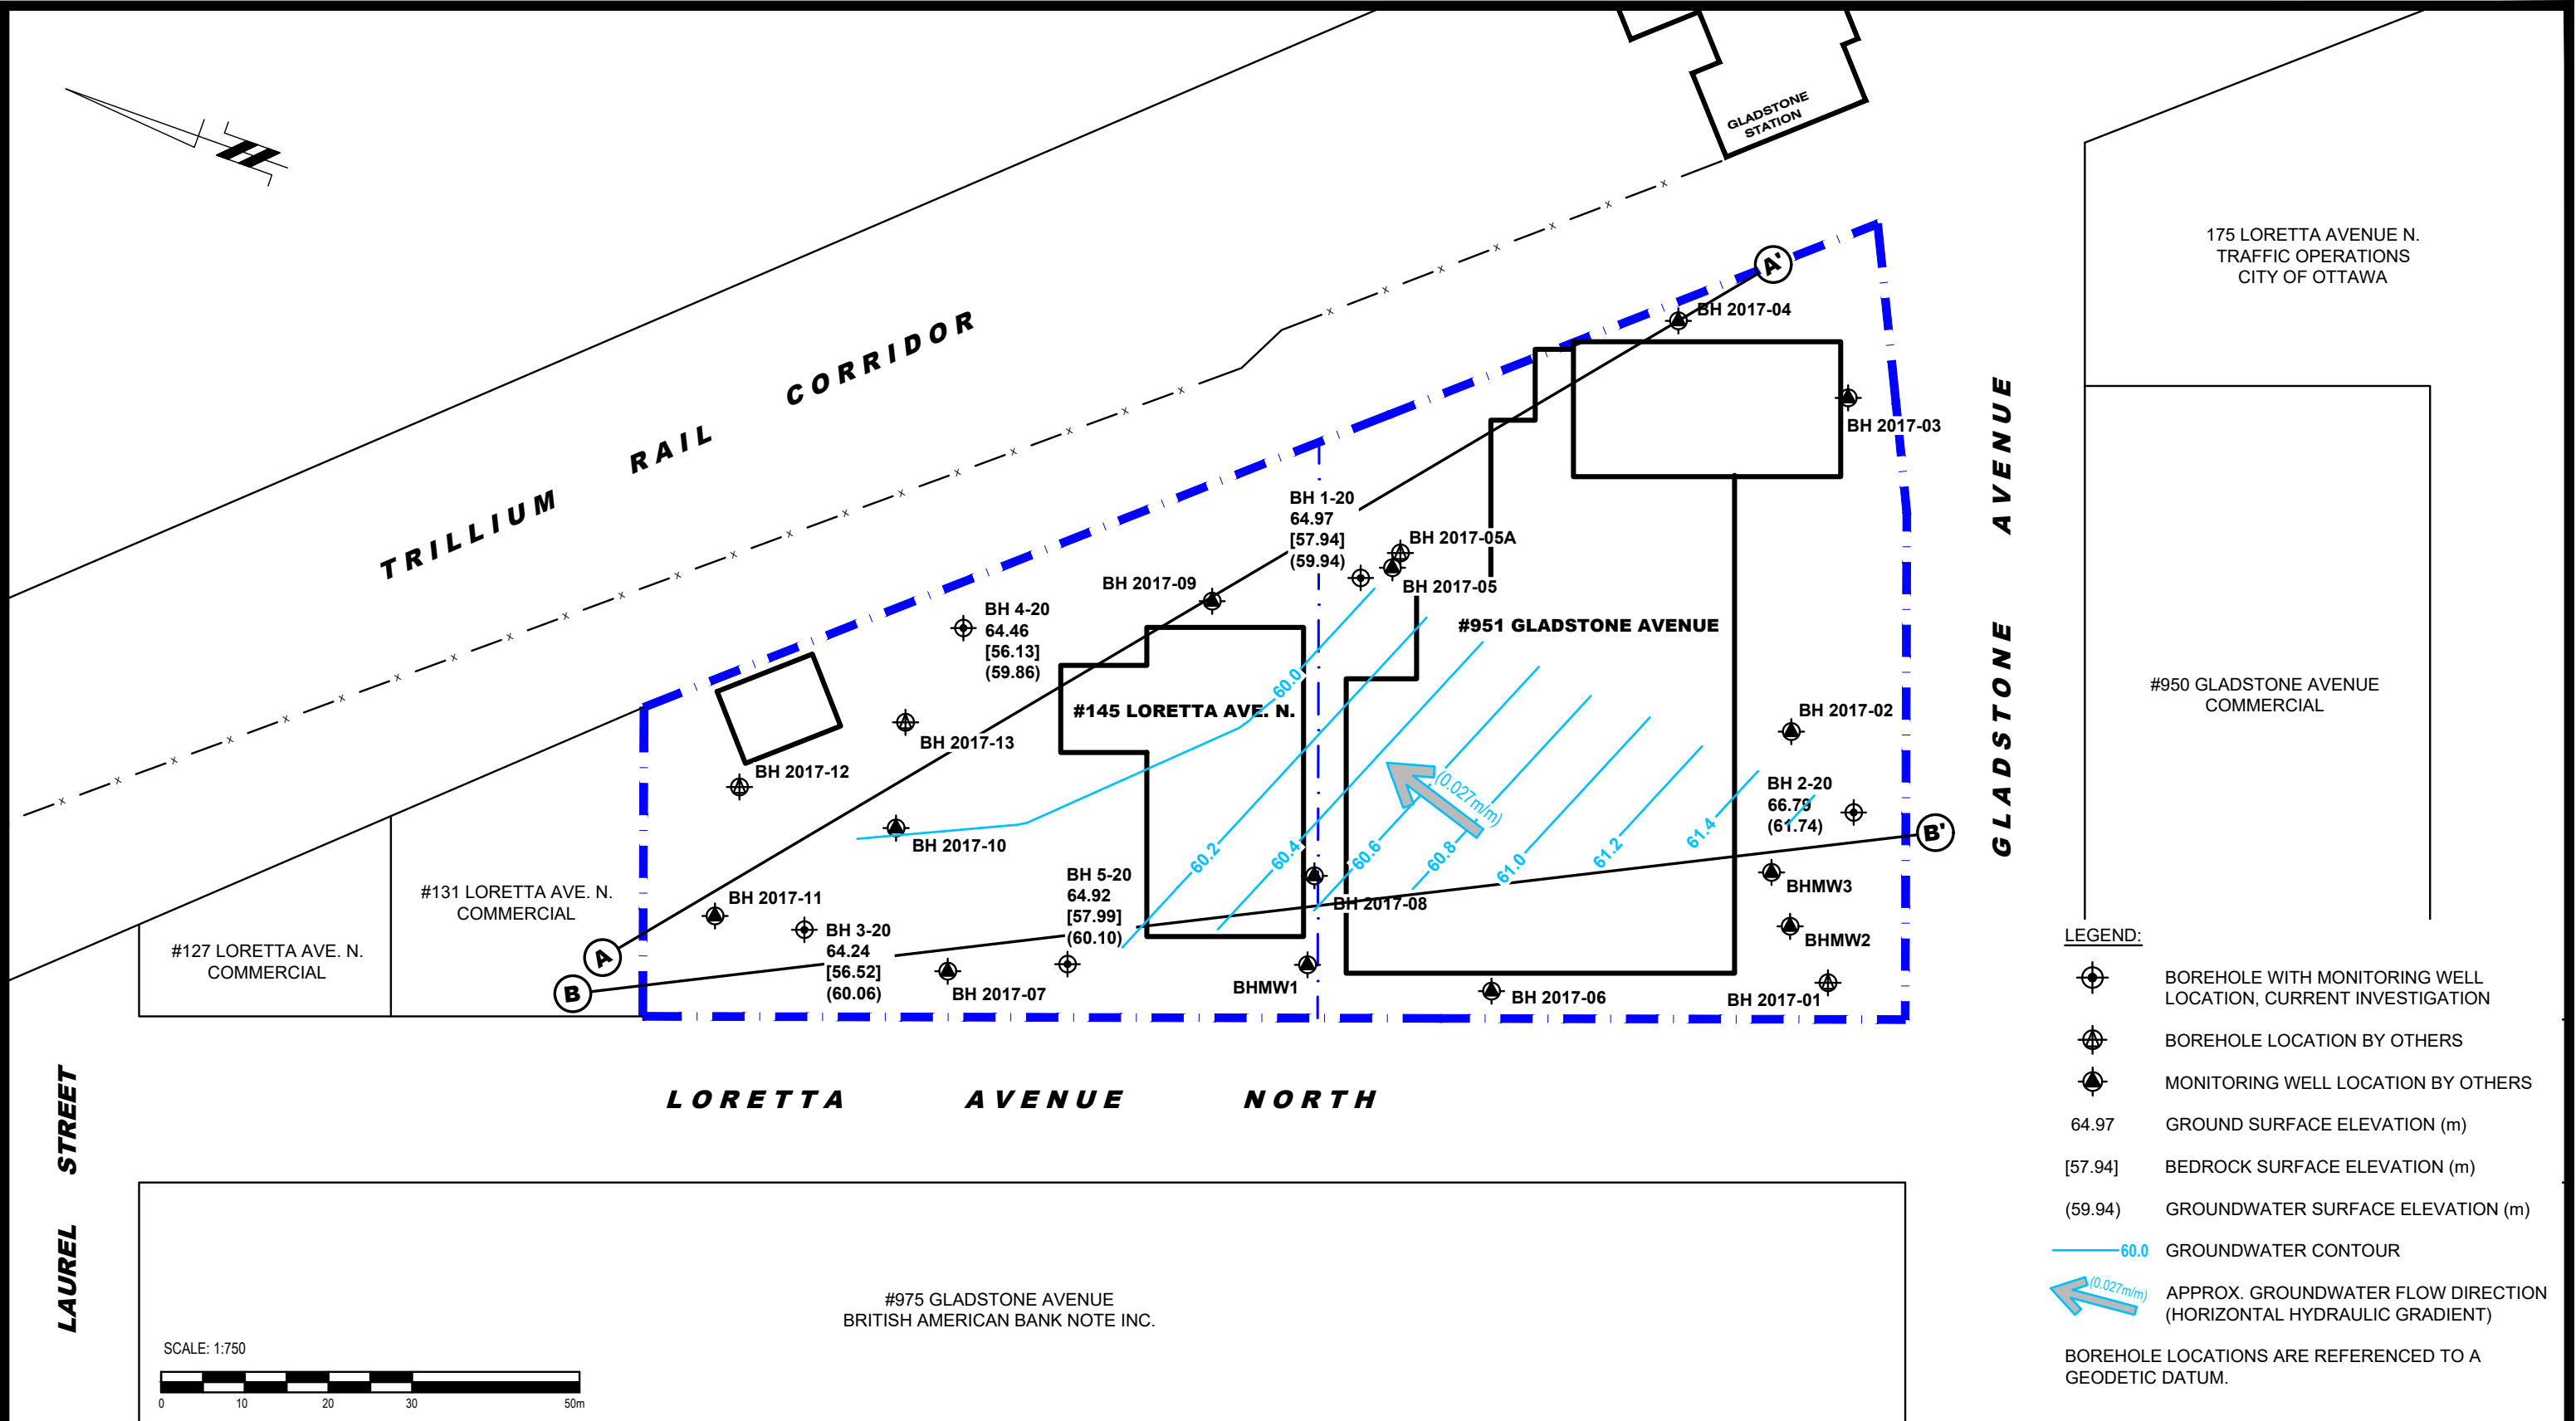 GLADSTONE
STATION
175 LORETTA AVENUE N.
TRAFFIC OPERATIONS
CITY OF OTTAWA
A'
BH 2017-04
TRILLIUM RAIL CORRIDOR
BH 2017-03
GLADSTONE AVENUE
BH 1-20
64.97
[57.94]
(59.94)
BH 2017-05A
BH 2017-05
BH 2017-09
BH 4-20
64.46
[56.13]
(59.86)
#951 GLADSTONE AVENUE
#145 LORETTA AVE. N.
60.0
#950 GLADSTONE AVENUE
COMMERCIAL
BH 2017-02
BH 2017-13
BH 2017-12
BH 2-20
66.79
(61.74)
(0.027m/m)
B'
BH 2017-10
60.2
60.4
60.6
60.8
61.0
61.2
61.4
BH 5-20
64.92
[57.99]
(60.10)
BHMW3
#131 LORETTA AVE. N.
COMMERCIAL
BH 2017-11
BH 2017-08
BH 3-20
64.24
[56.52]
(60.06)
BHMW2
#127 LORETTA AVE. N.
COMMERCIAL
A
B
BH 2017-07
BHMW1
BH 2017-06
BH 2017-01
LEGEND:
BOREHOLE WITH MONITORING WELL
LOCATION, CURRENT INVESTIGATION
BOREHOLE LOCATION BY OTHERS
MONITORING WELL LOCATION BY OTHERS
64.97 GROUND SURFACE ELEVATION (m)
[57.94] BEDROCK SURFACE ELEVATION (m)
(59.94) GROUNDWATER SURFACE ELEVATION (m)
60.0 GROUNDWATER CONTOUR
(0.027m/m) APPROX. GROUNDWATER FLOW DIRECTION
(HORIZONTAL HYDRAULIC GRADIENT)
BOREHOLE LOCATIONS ARE REFERENCED TO A
GEODETIC DATUM.
LORETTA AVENUE NORTH
LAUREL STREET
#975 GLADSTONE AVENUE
BRITISH AMERICAN BANK NOTE INC.
SCALE: 1:750
0 10 20 30 50m